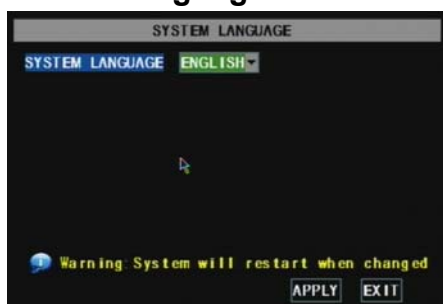 SYSTEM LANGUAGE
SYSTEM LANGUAGE ENGLISH
Warning:System will restart when changed
APPLY EXIT